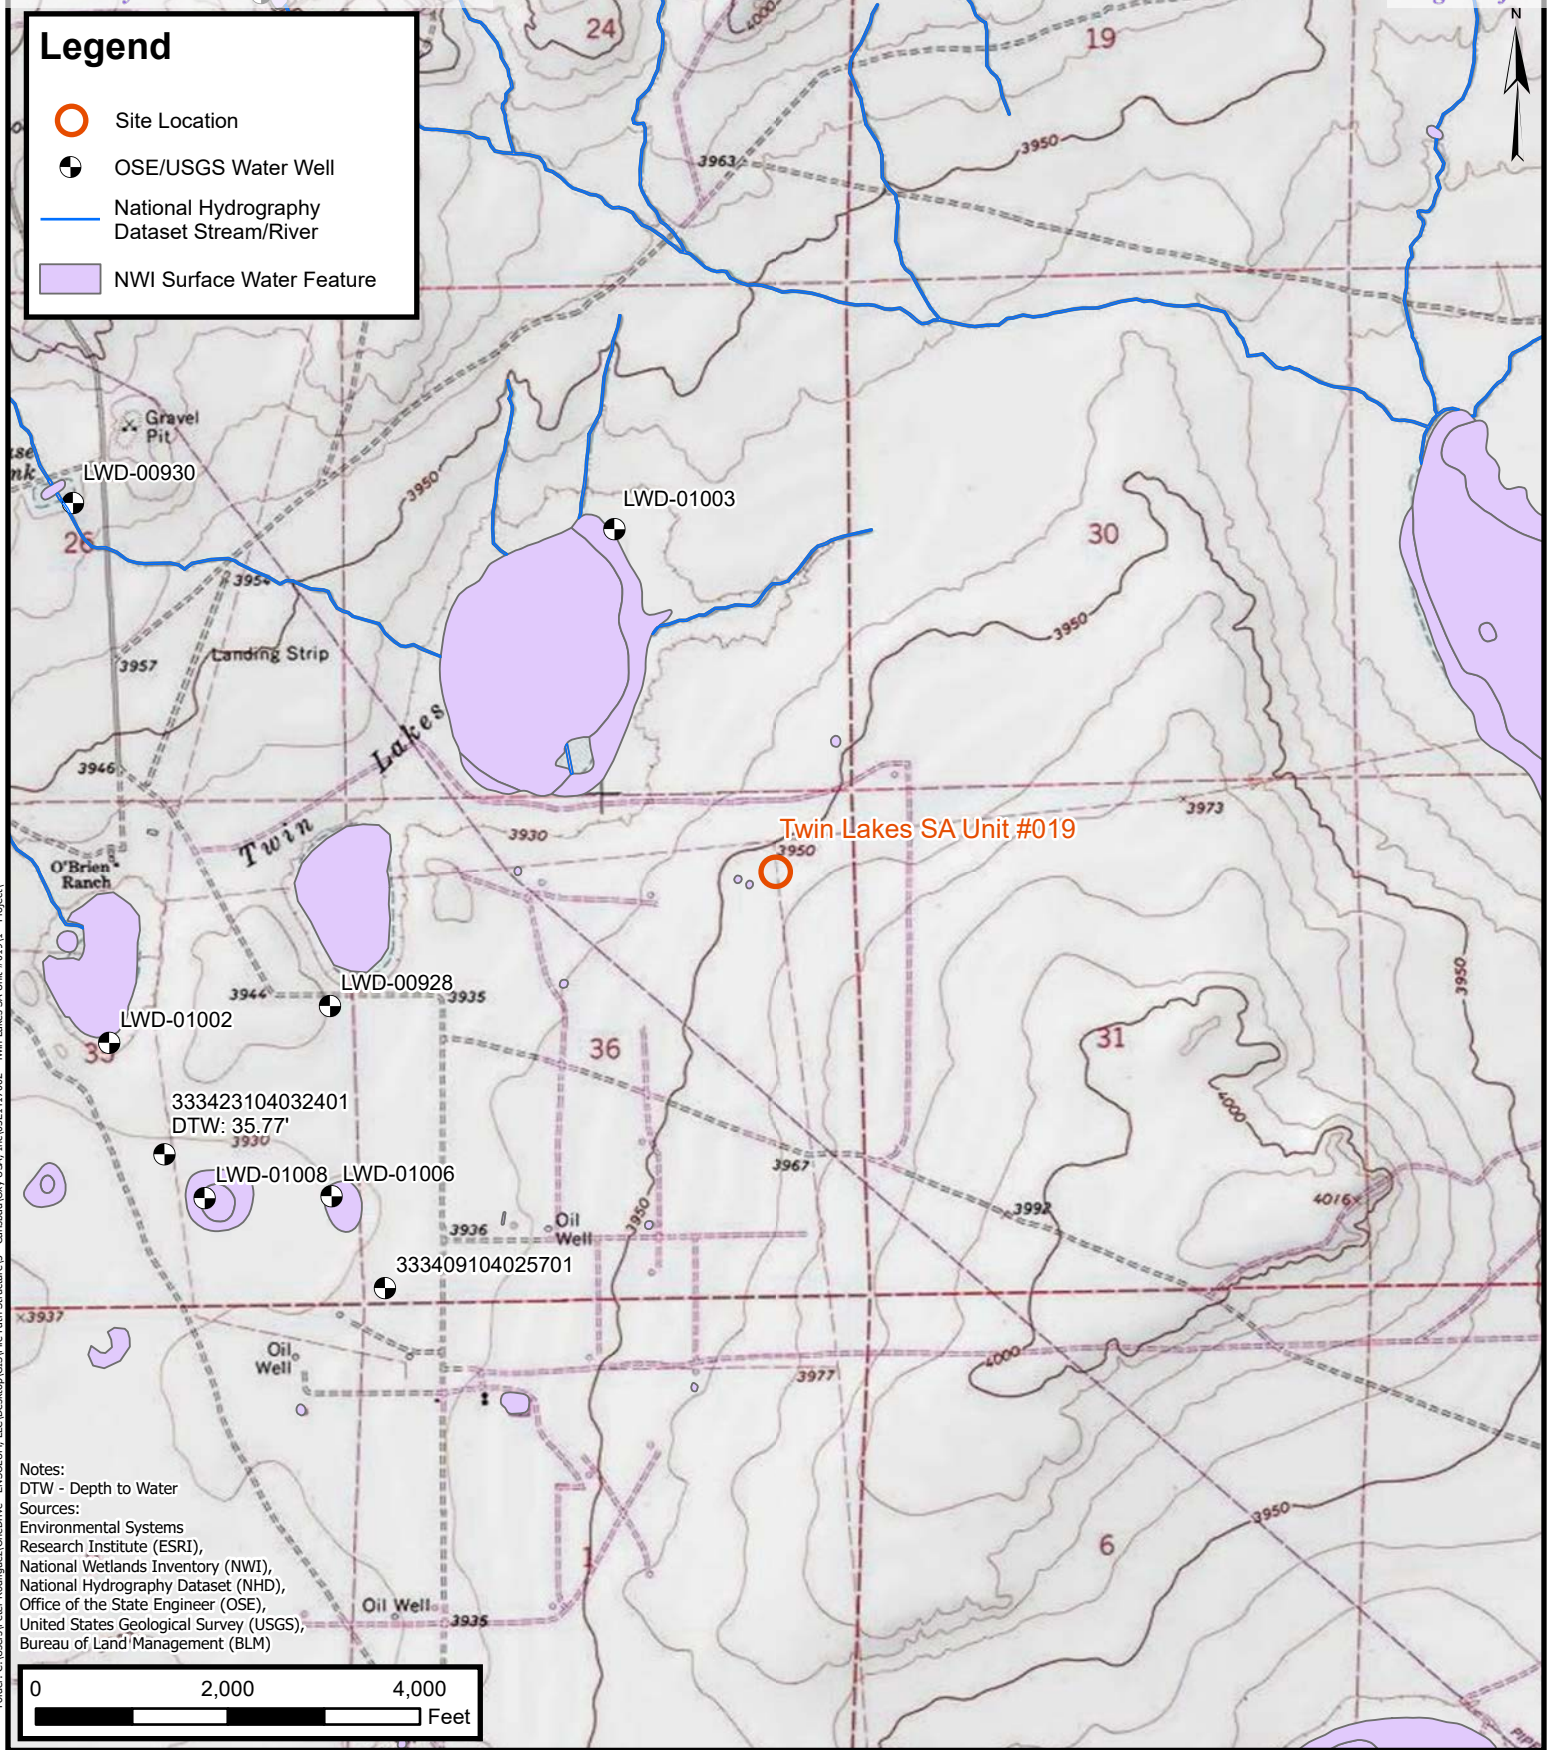 Legend
Site Location
OSE/USGS Water Well
National Hydrography
Dataset Stream/River
NWI Surface Water Feature
N
24
19
4000
3950
3963
Gravel
Pit
LWD-00930
LWD-01003
3950
26
30
3954
3950
Landing Strip
3957
Twin Lakes
3946
3973
3930
Twin Lakes SA Unit #019
3950
O'Brien
Ranch
LWD-00928
3944
3935
3950
LWD-01002
35
36
31
333423104032401
DTW: 35.77'
3930
4000
3967
LWD-01008
LWD-01006
4016
3992
3950
3936
Oil
Well
333409104025701
3937
Oil
Well
4000
3977
Notes:
DTW - Depth to Water
Sources:
Environmental Systems
Research Institute (ESRI),
National Wetlands Inventory (NWI),
National Hydrography Dataset (NHD),
Office of the State Engineer (OSE),
United States Geological Survey (USGS),
Bureau of Land Management (BLM)
3950
1
6
Oil Well
3935
0 2,000 4,000
Feet